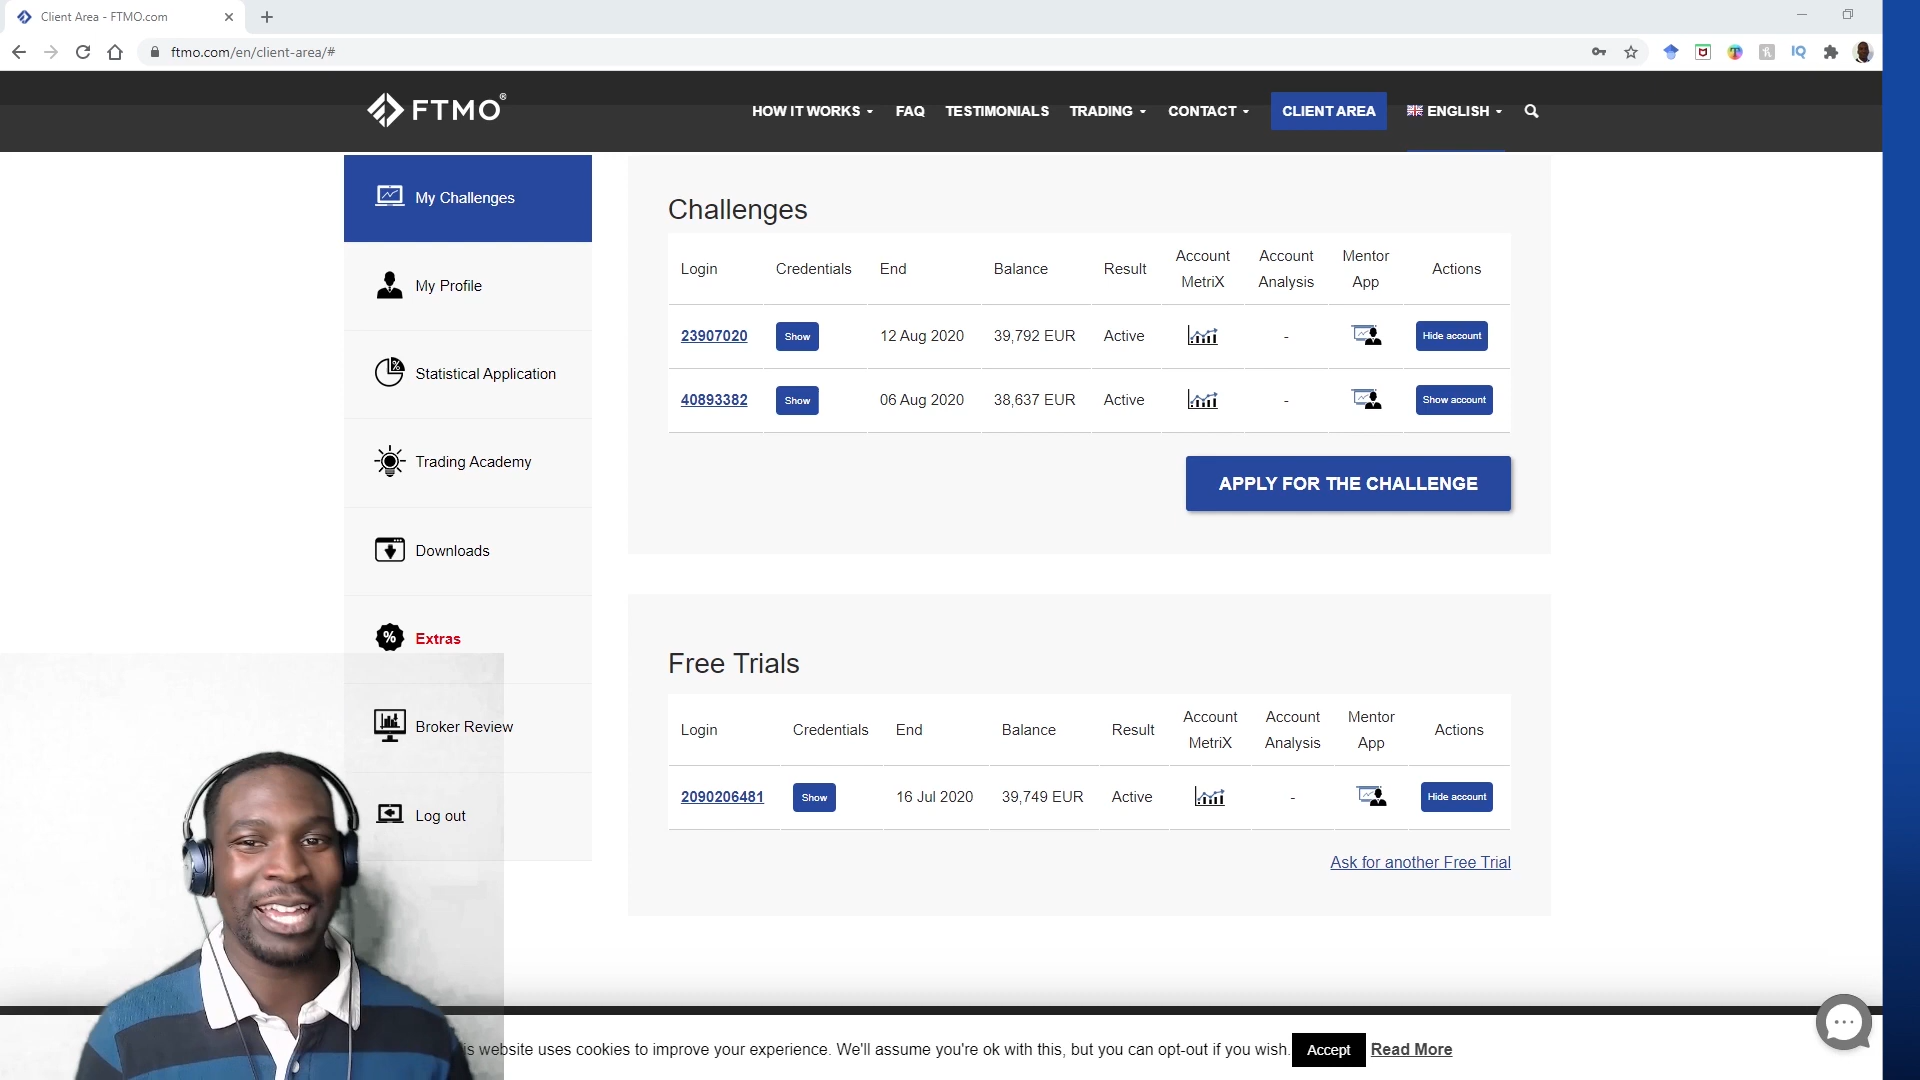 Client Area - FTMO.com
ftmo.com/en/client-area/#
IQ
FTMO®
HOW IT WORKS FAQ TESTIMONIALS TRADING CONTACT CLIENT AREA ENGLISH
My Challenges
My Profile
Statistical Application
Trading Academy
Downloads
Extras
Broker Review
Log out
Challenges
Login Credentials End Balance Result Account MetriX Account Analysis Mentor App Actions
23907020 Show 12 Aug 2020 39,792 EUR Active - Hide account
40893382 Show 06 Aug 2020 38,637 EUR Active - Show account
APPLY FOR THE CHALLENGE
Free Trials
Login Credentials End Balance Result Account MetriX Account Analysis Mentor App Actions
2090206481 Show 16 Jul 2020 39,749 EUR Active - Hide account
Ask for another Free Trial
is website uses cookies to improve your experience. We'll assume you're ok with this, but you can opt-out if you wish. Accept Read More